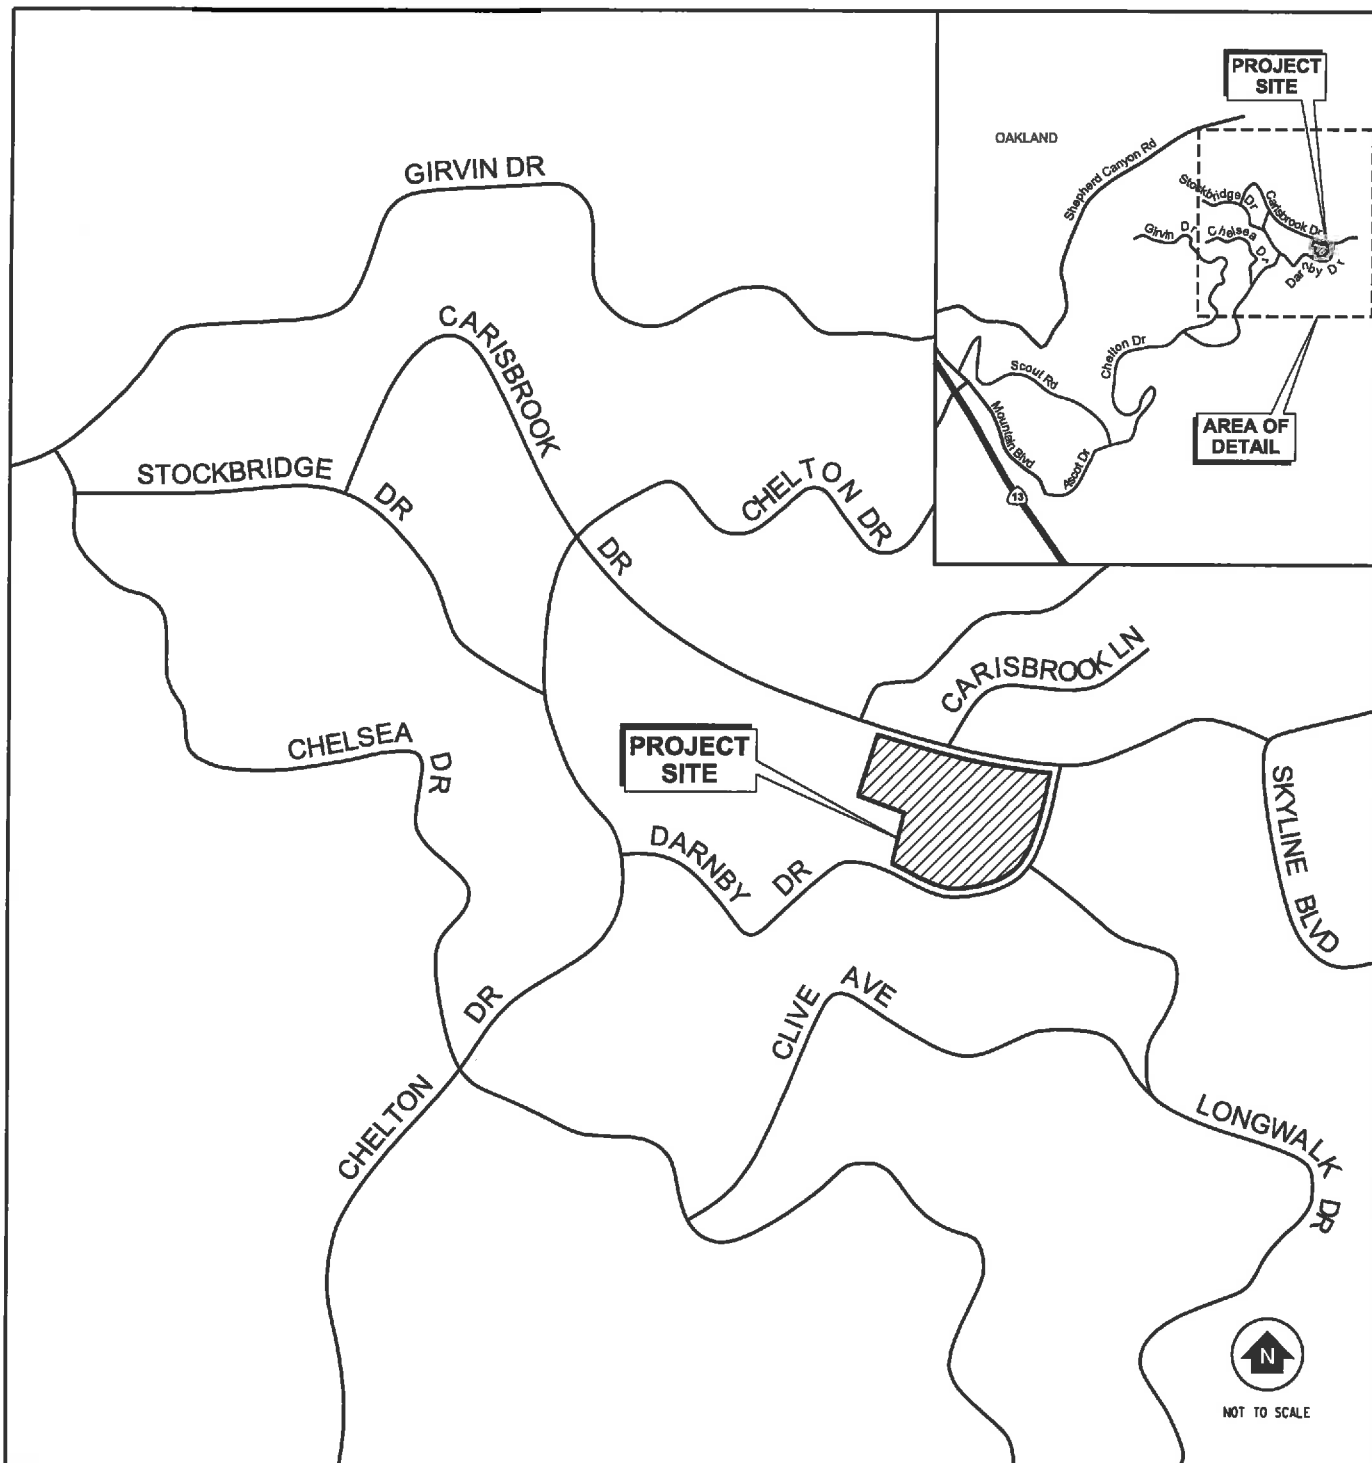 PROJECT
SITE
OAKLAND
Shepherd Canyon Rd
Stockbridge Dr
Carisbrook Dr
Girvin Dr
Chelsea Dr
Darnby Dr
Chelton Dr
Scout Rd
Mountain Blvd
Ascot Dr
13
AREA OF
DETAIL
GIRVIN DR
CARISBROOK
DR
STOCKBRIDGE
DR
CHELTON DR
CARISBROOK LN
CHELSEA
DR
PROJECT
SITE
DARNBY
DR
SKYLINE BLVD
CLIVE
AVE
CHELTON
DR
LONGWALK
DR
N
NOT TO SCALE